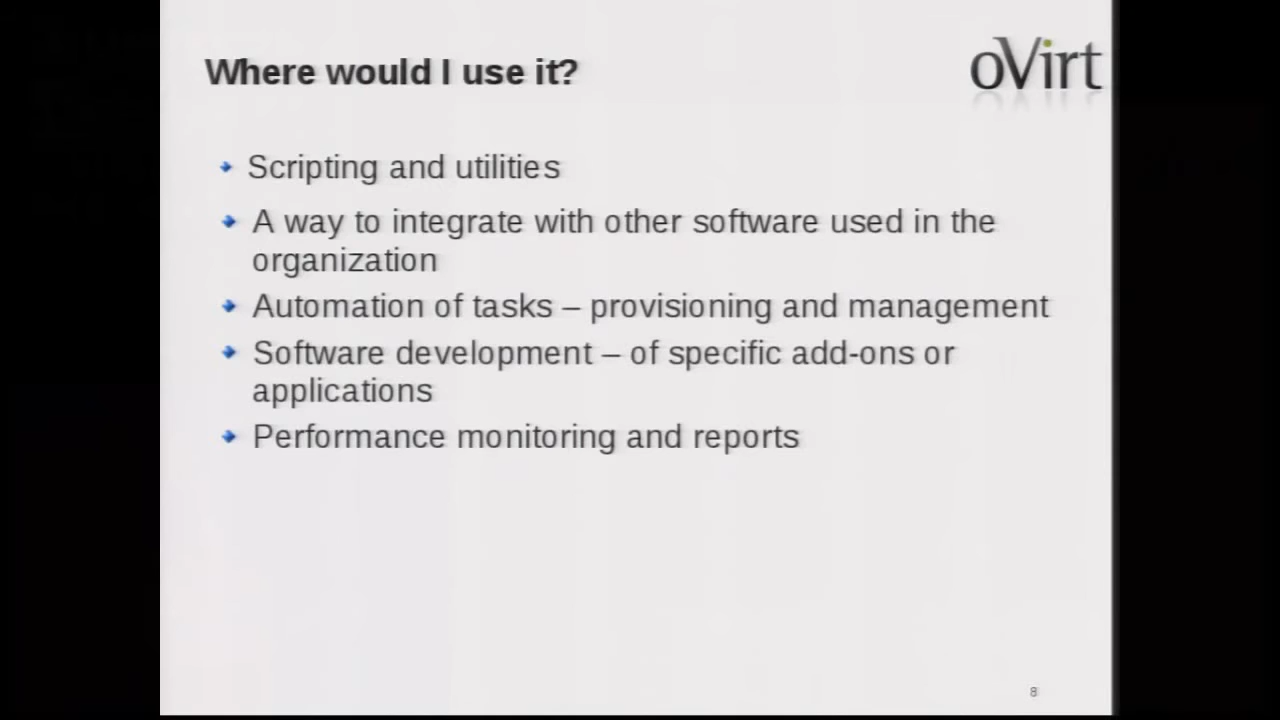 Where would I use it?
oVirt
Scripting and utilities
A way to integrate with other software used in the
organization
Automation of tasks – provisioning and management
Software development – of specific add-ons or
applications
Performance monitoring and reports
8